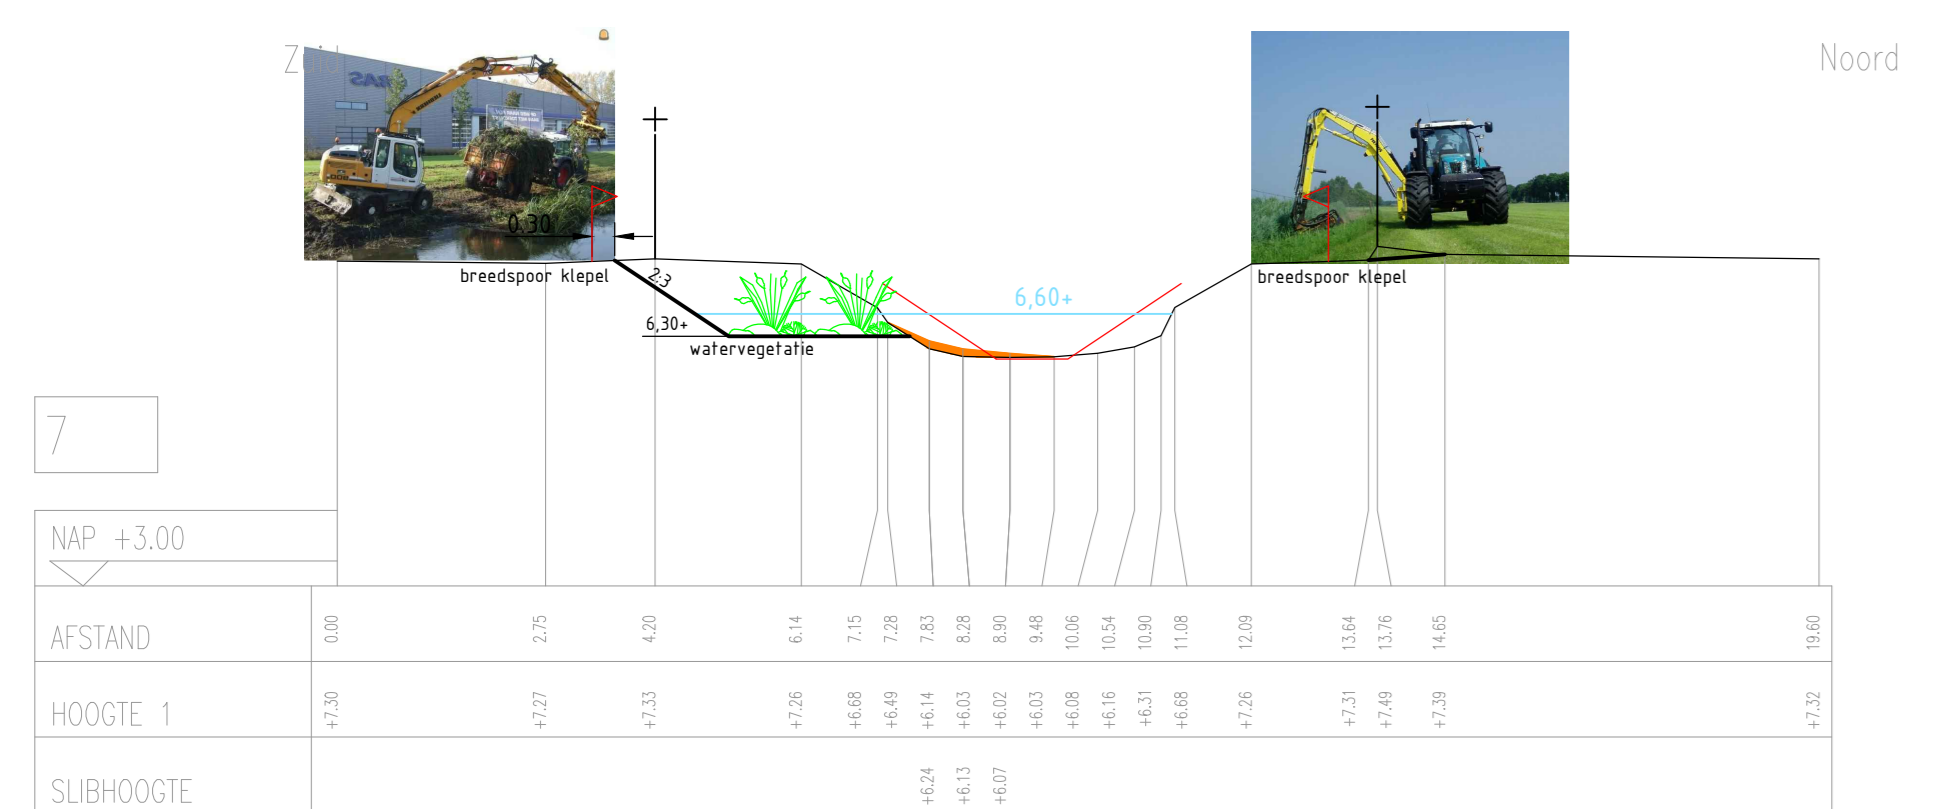 Zuid
Noord
0.30
breedspoor klepel
2:3
6,30+
watervegetatie
6,60+
breedspoor klepel
7
NAP +3.00
AFSTAND 0.00 2.75 4.20 6.14 7.15 7.28 7.83 8.28 8.90 9.48 10.06 10.54 10.90 11.08 12.09 13.64 13.76 14.65 19.60
HOOGTE 1 +7.30 +7.27 +7.33 +7.26 +6.68 +6.49 +6.14 +6.03 +6.02 +6.03 +6.08 +6.16 +6.31 +6.68 +7.26 +7.31 +7.49 +7.39 +7.32
SLIBHOOGTE +6.24 +6.13 +6.07